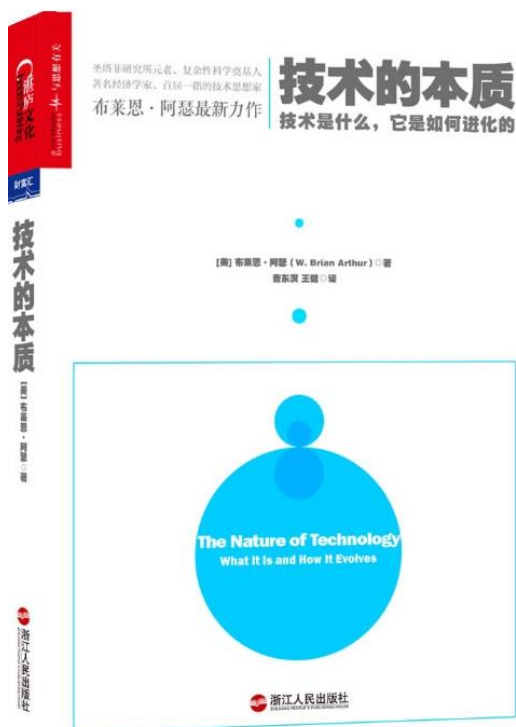 湛庐文化
财富汇
技术的本质
[美] 布莱恩·阿瑟 著
浙江人民出版社
圣塔菲研究所元老、复杂性科学奠基人
著名经济学家、首屈一指的技术思想家
布莱恩·阿瑟最新力作
技术的本质
技术是什么，它是如何进化的
[美] 布莱恩·阿瑟（W. Brian Arthur）◎著
曹东溟 王健◎译
The Nature of Technology
What It Is and How It Evolves
浙江人民出版社
ZHEJIANG PEOPLE'S PUBLISHING HOUSE